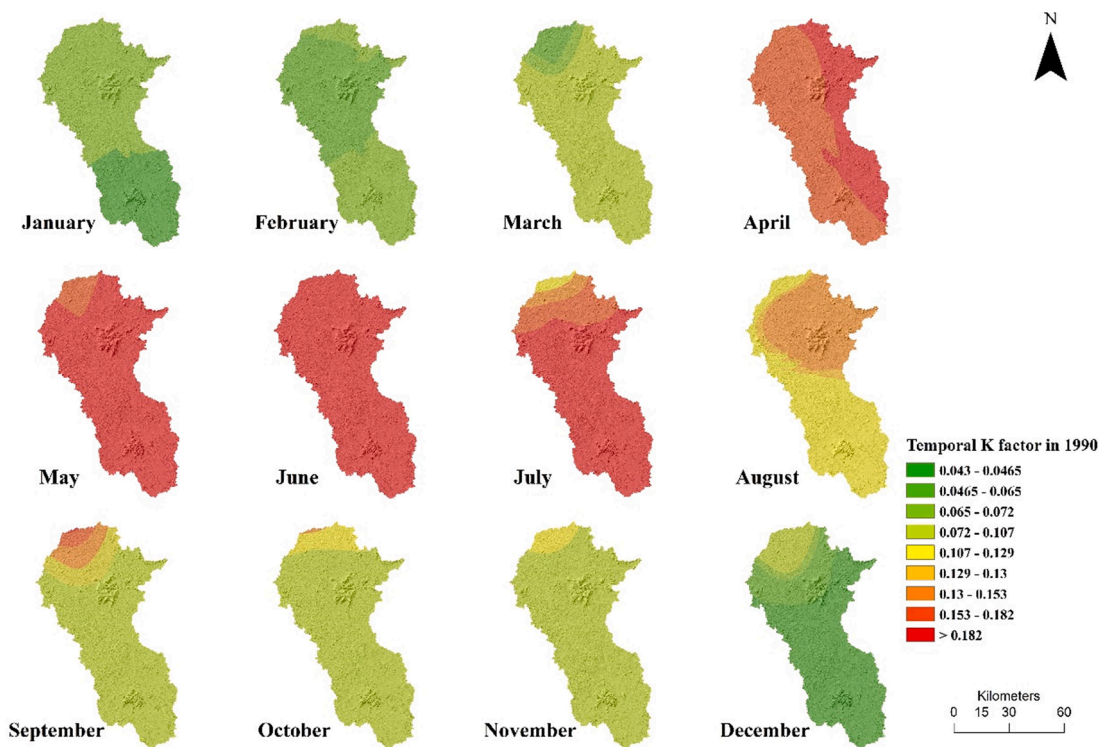 N
January
February
March
April
May
June
July
August
Temporal K factor in 1990
0.043 - 0.0465
0.0465 - 0.065
0.065 - 0.072
0.072 - 0.107
0.107 - 0.129
0.129 - 0.13
0.13 - 0.153
0.153 - 0.182
> 0.182
September
October
November
December
Kilometers
0 15 30 60